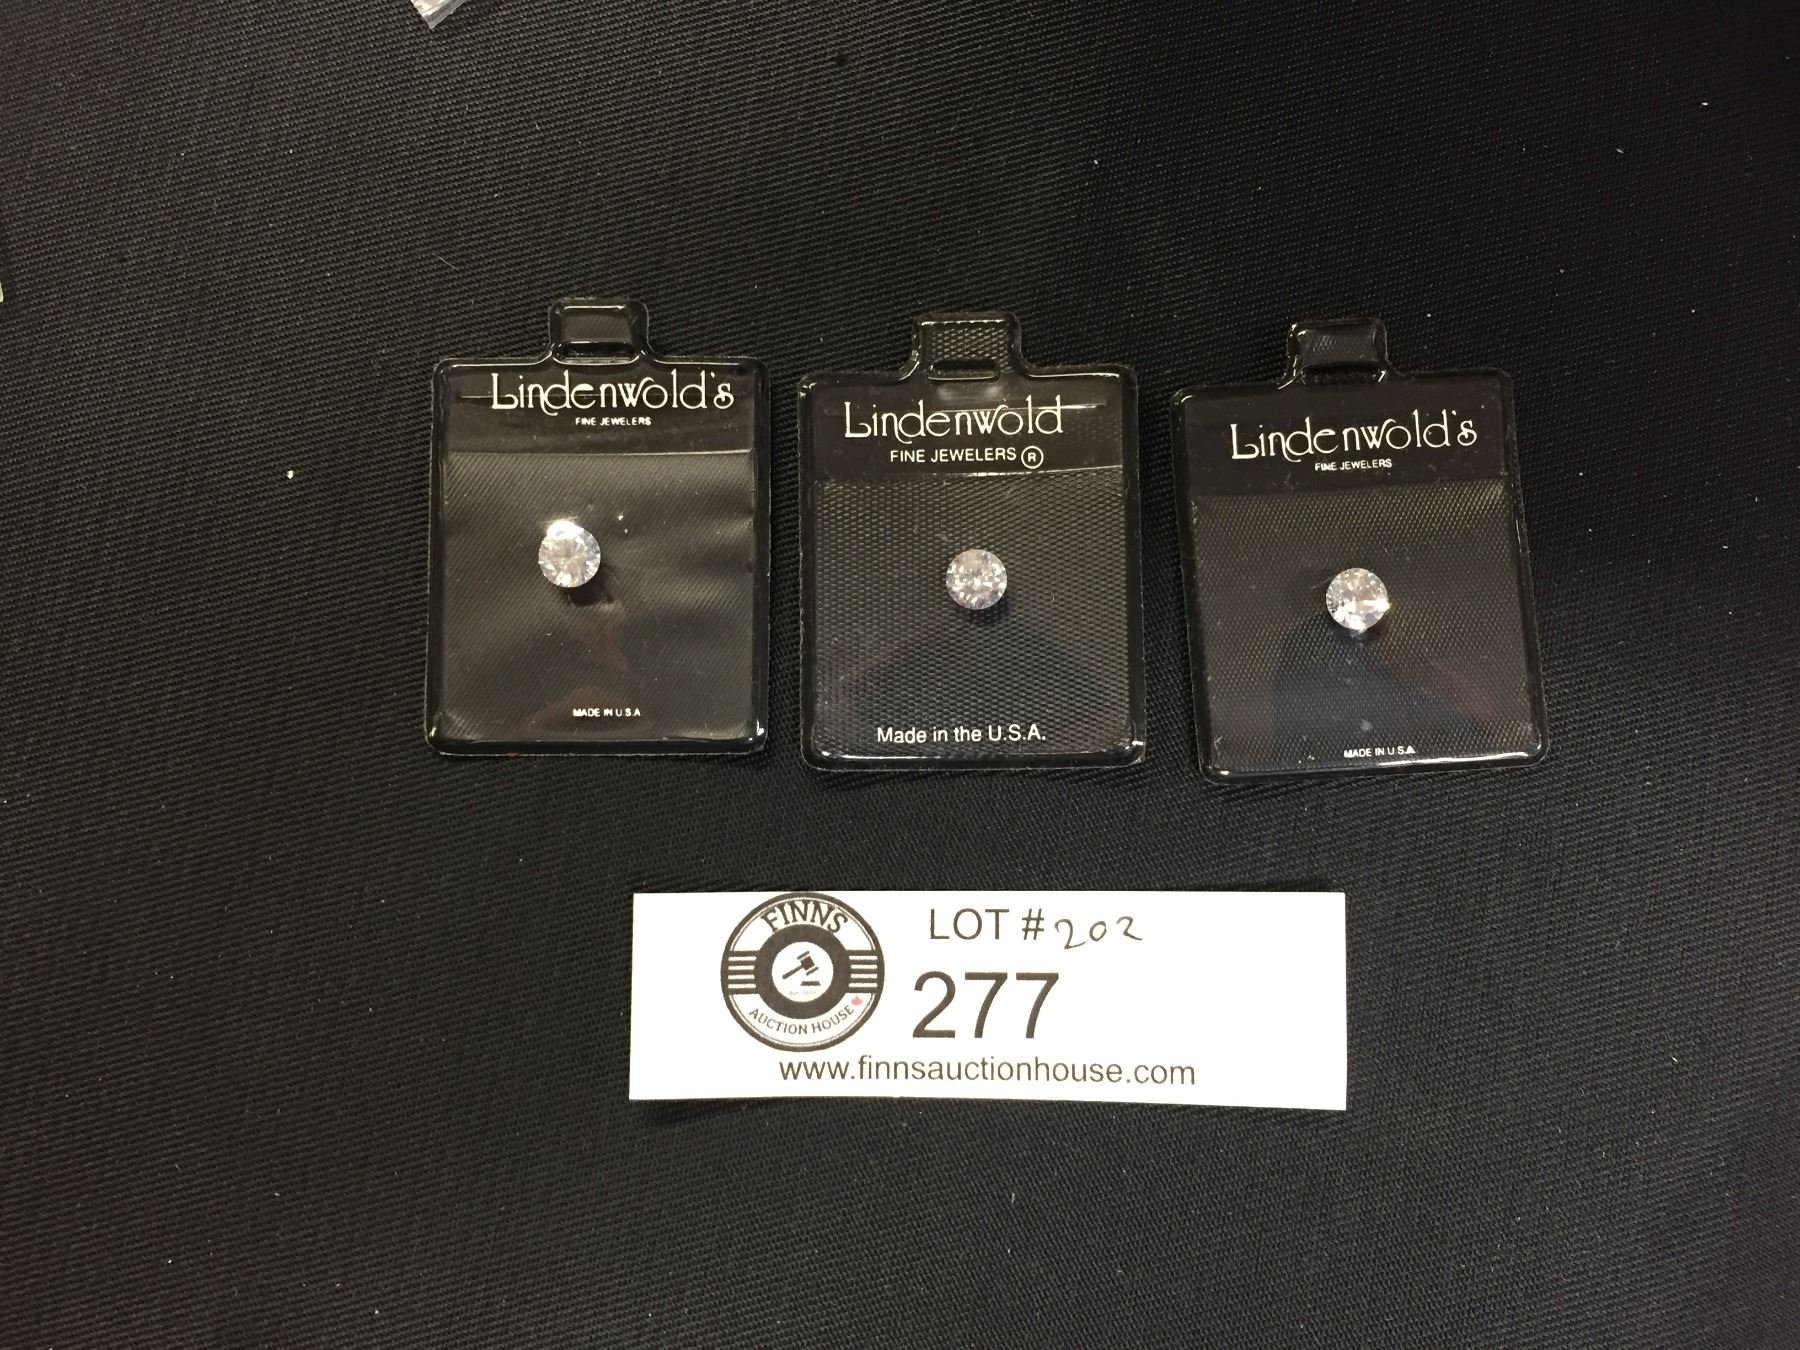 Lindenwold's
FINE JEWELERS
MADE IN U.S.A.
Lindenwold
FINE JEWELERS ®
Made in the U.S.A.
Lindenwold's
FINE JEWELERS
MADE IN U.S.A.
FINNS
AUCTION HOUSE
LOT # 202
277
www.finnsauctionhouse.com